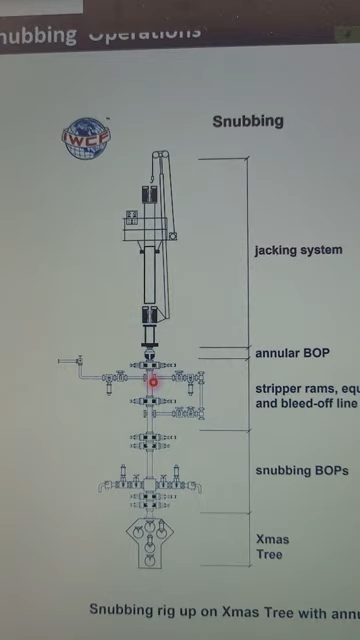 nubbing Operations
Snubbing
IWCF
jacking system
annular BOP
stripper rams, equ
and bleed-off line
snubbing BOPs
Xmas
Tree
Snubbing rig up on Xmas Tree with annu